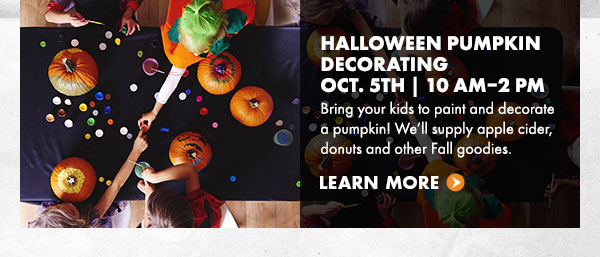 HALLOWEEN PUMPKIN
DECORATING
OCT. 5TH | 10 AM–2 PM
Bring your kids to paint and decorate
a pumpkin! We'll supply apple cider,
donuts and other Fall goodies.
LEARN MORE